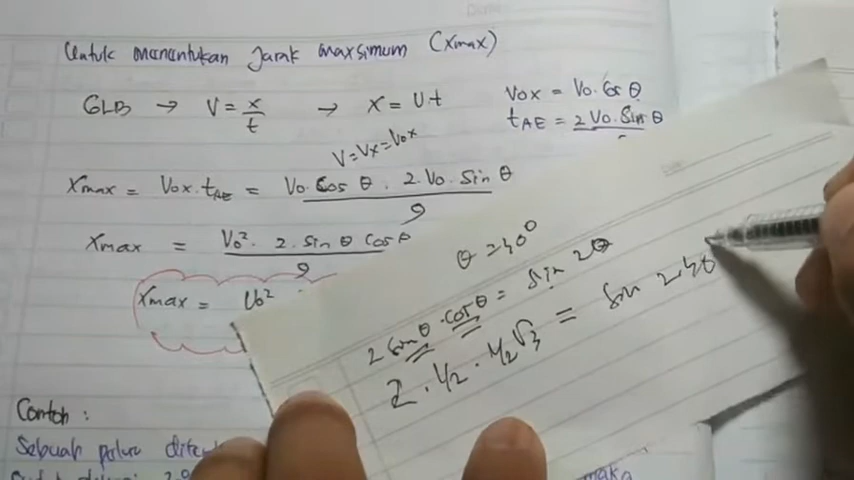 Untuk menentukan Jarak maxsimum (Xmax)
GLB → V = x/t → X = V.t
Vox = Vo. Cos θ
tAE = 2 Vo. Sin θ
V = Vx = Vox
Xmax = Vox. tAE = Vo. Cos θ . 2. Vo. Sin θ / g
Xmax = Vo². 2. Sin θ Cos θ / g
Xmax = Vo²
θ = 30°
2 Sin θ . Cos θ = Sin 2θ
2 . 1/2 . 1/2 √3 = Sin 2.30
Contoh :
Sebuah peluru
maka